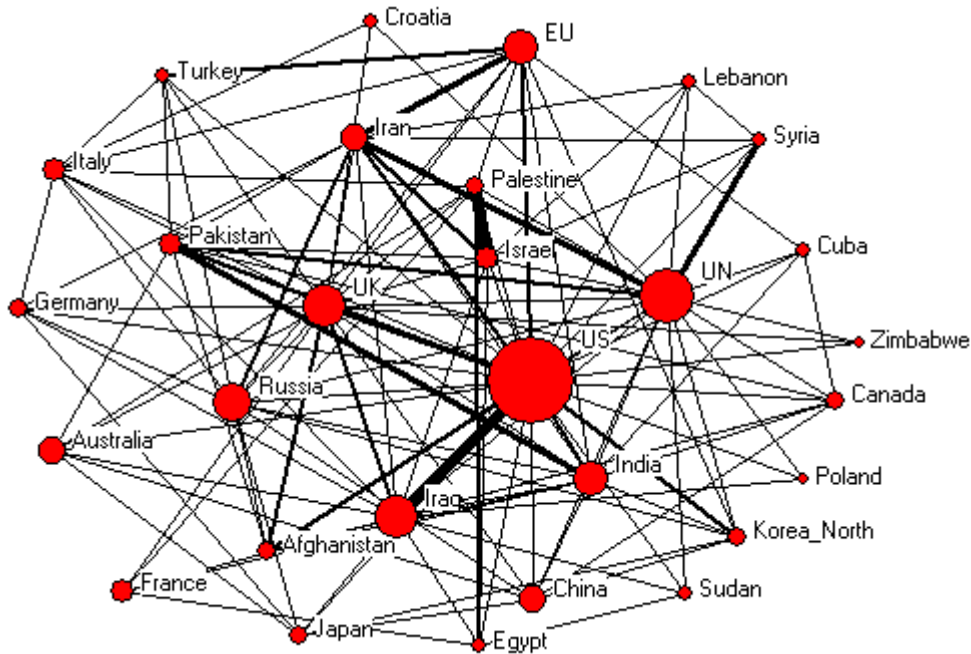 Croatia
EU
Turkey
Lebanon
Iran
Syria
Italy
Palestine
Pakistan
Israel
Cuba
UN
UK
Germany
US
Zimbabwe
Russia
Canada
Australia
India
Poland
Iraq
Korea_North
Afghanistan
France
China
Sudan
Japan
Egypt